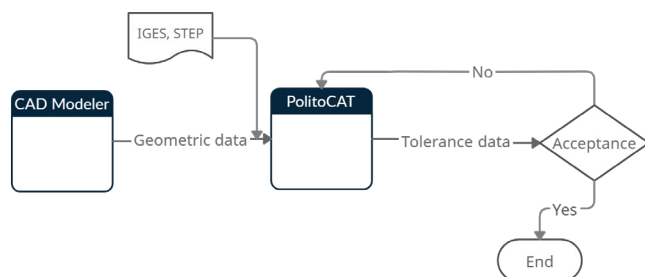 IGES, STEP
No
CAD Modeler
PolitoCAT
Geometric data
Tolerance data
Acceptance
Yes
End